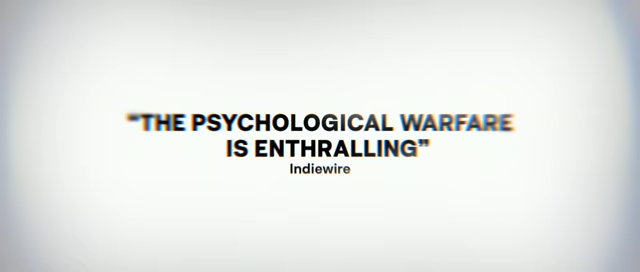 “THE PSYCHOLOGICAL WARFARE
IS ENTHRALLING”
Indiewire